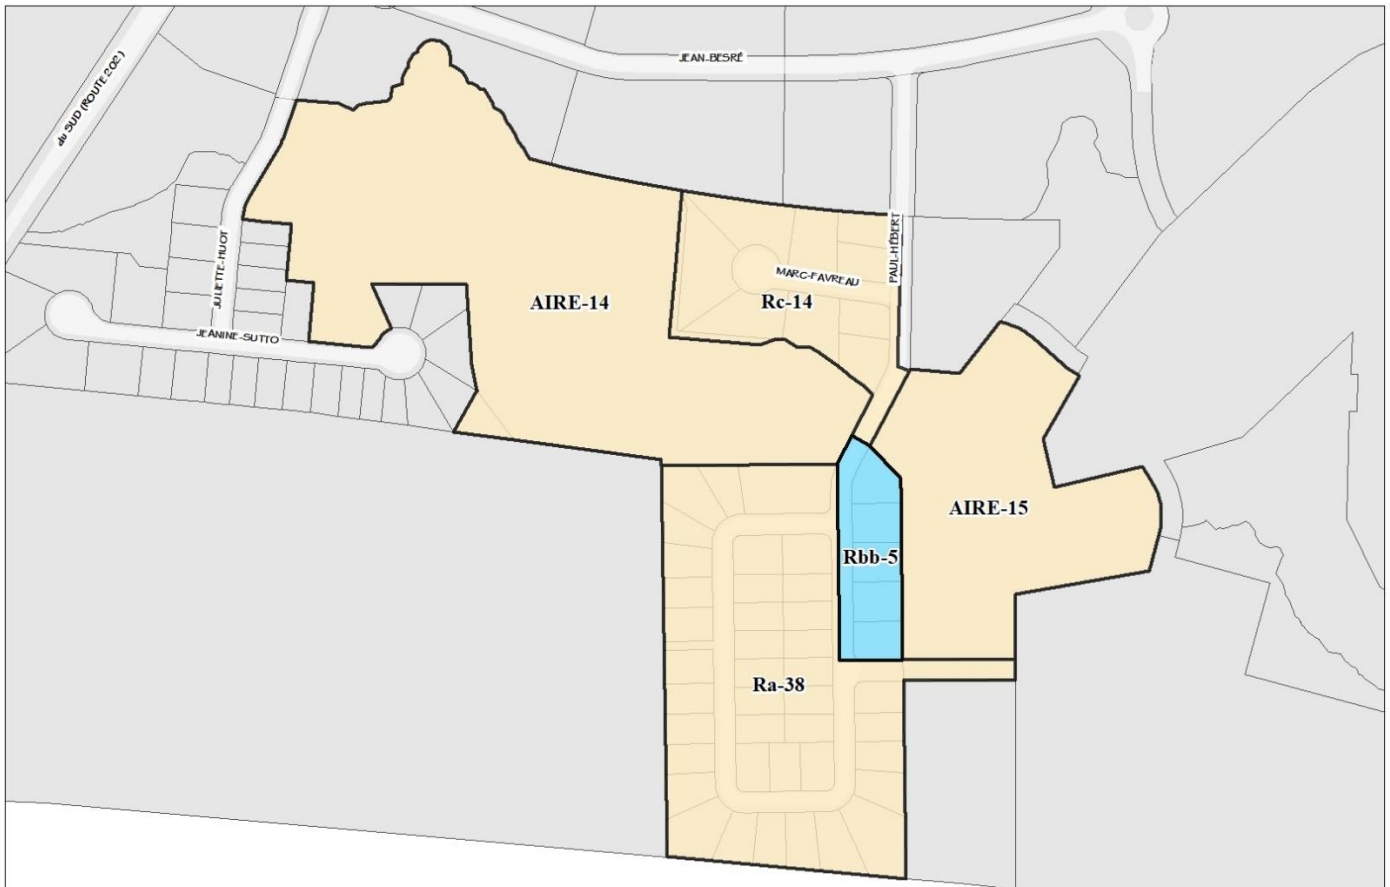 JEAN-BESRÉ
du SUD (ROUTE 202)
PAUL-HÉBERT
JULIETTE-HUOT
MARC-FAVREAU
AIRE-14
Rc-14
JEANINE-SUTTO
AIRE-15
Rbb-5
Ra-38